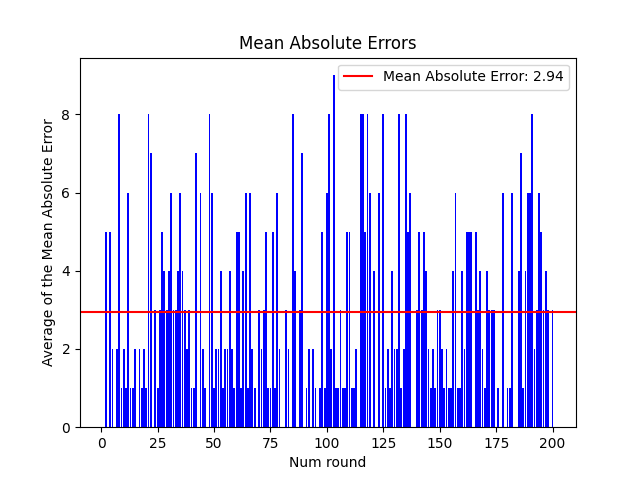 Mean Absolute Errors
Mean Absolute Error: 2.94
Average of the Mean Absolute Error
8
6
4
2
0
0 25 50 75 100 125 150 175 200
Num round